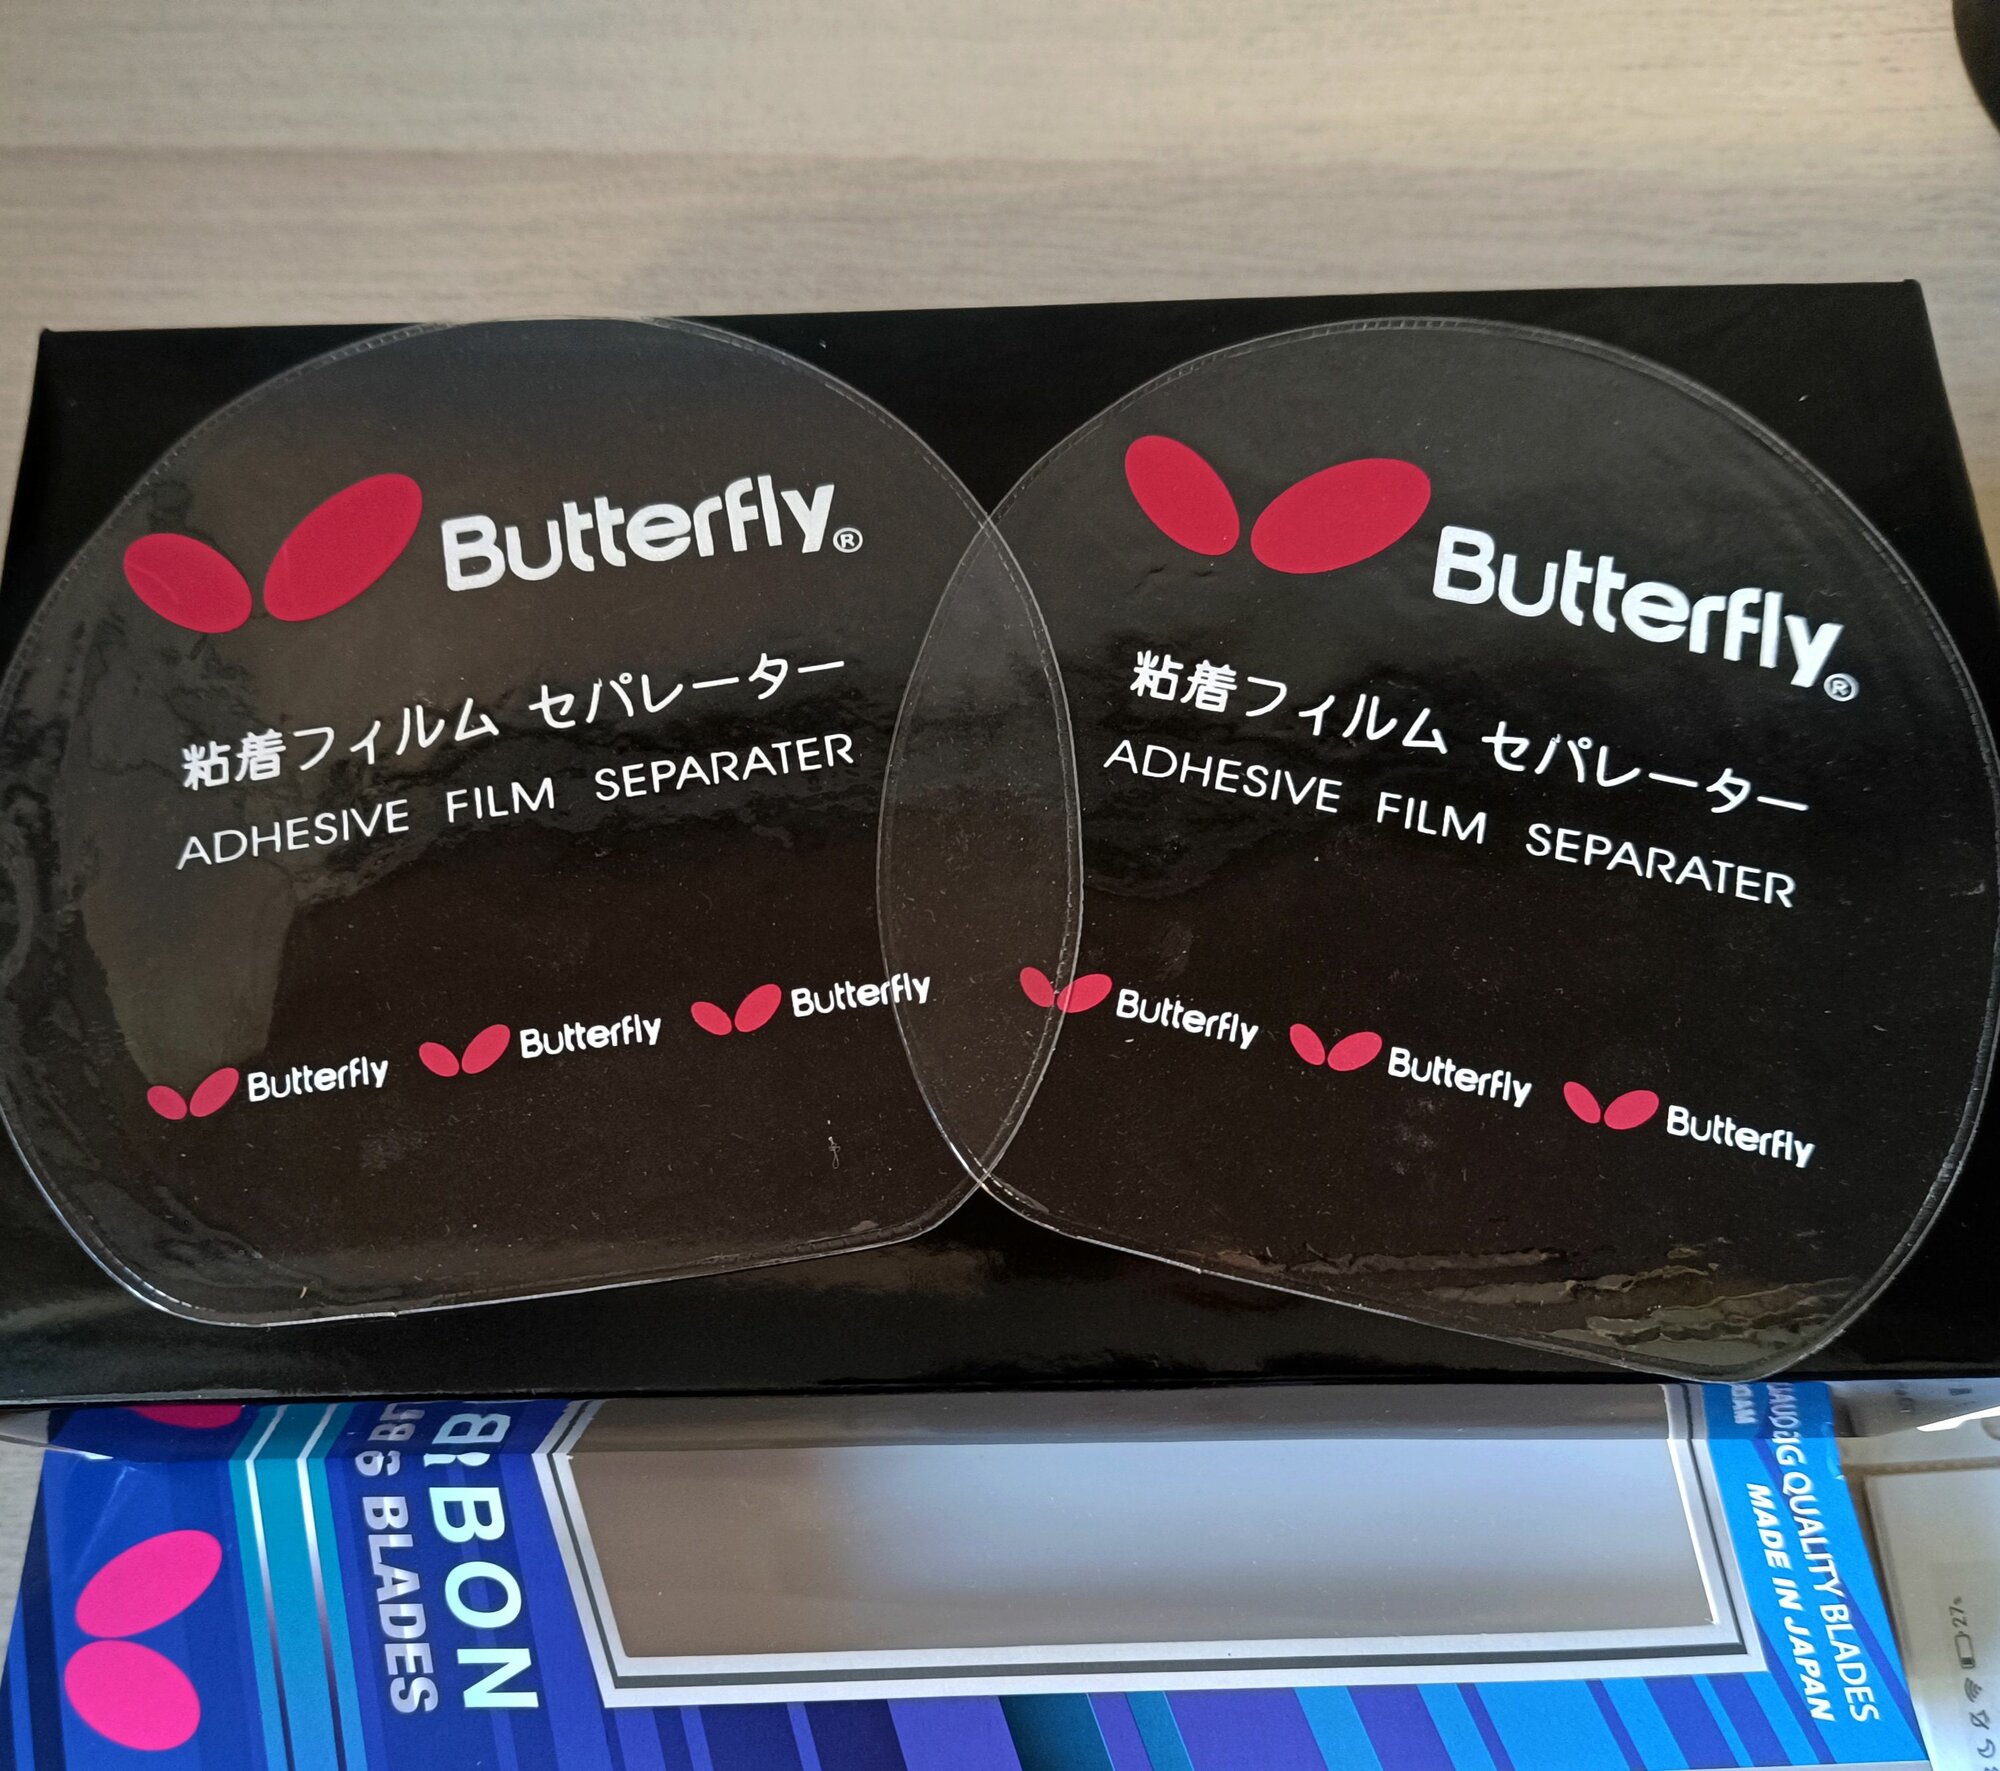 Butterfly®
粘着フィルム セパレーター
ADHESIVE FILM SEPARATER
Butterfly Butterfly Butterfly
Butterfly®
粘着フィルム セパレーター
ADHESIVE FILM SEPARATER
Butterfly Butterfly Butterfly
BLADES
QUALITY BLADES
MADE IN JAPAN
27%